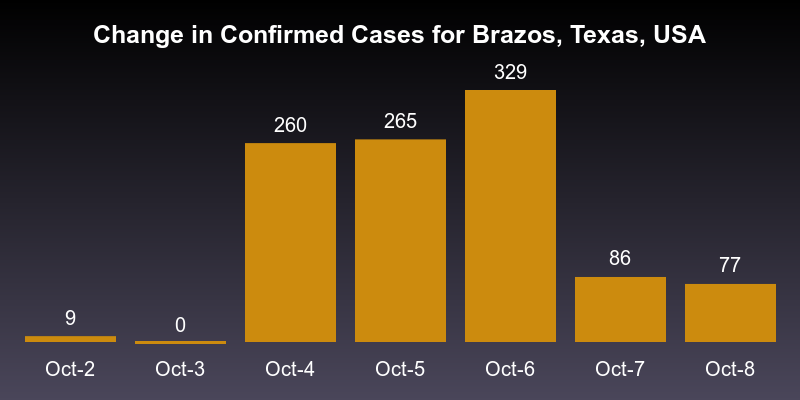 Change in Confirmed Cases for Brazos, Texas, USA
329
260 265
86 77
9 0
Oct-2 Oct-3 Oct-4 Oct-5 Oct-6 Oct-7 Oct-8